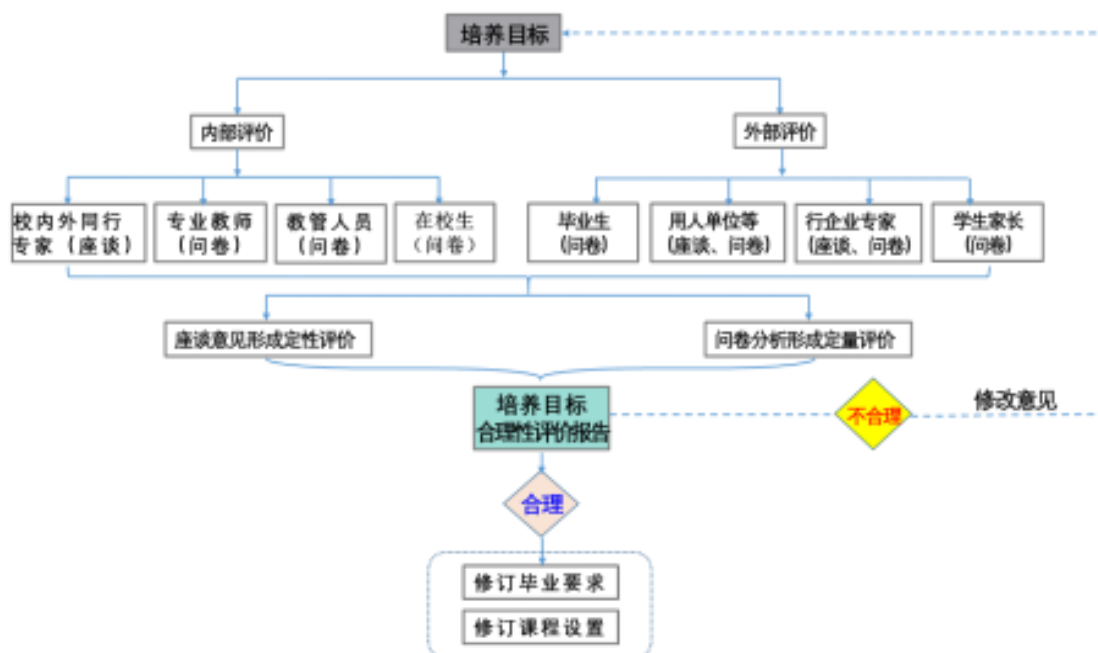 培养目标
内部评价
外部评价
校内外同行
专家（座谈）
专业教师
（问卷）
教管人员
（问卷）
在校生
（问卷）
毕业生
(问卷)
用人单位等
(座谈、问卷)
行企业专家
(座谈、问卷)
学生家长
(问卷)
座谈意见形成定性评价
问卷分析形成定量评价
培养目标
合理性评价报告
不合理
修改意见
合理
修订毕业要求
修订课程设置